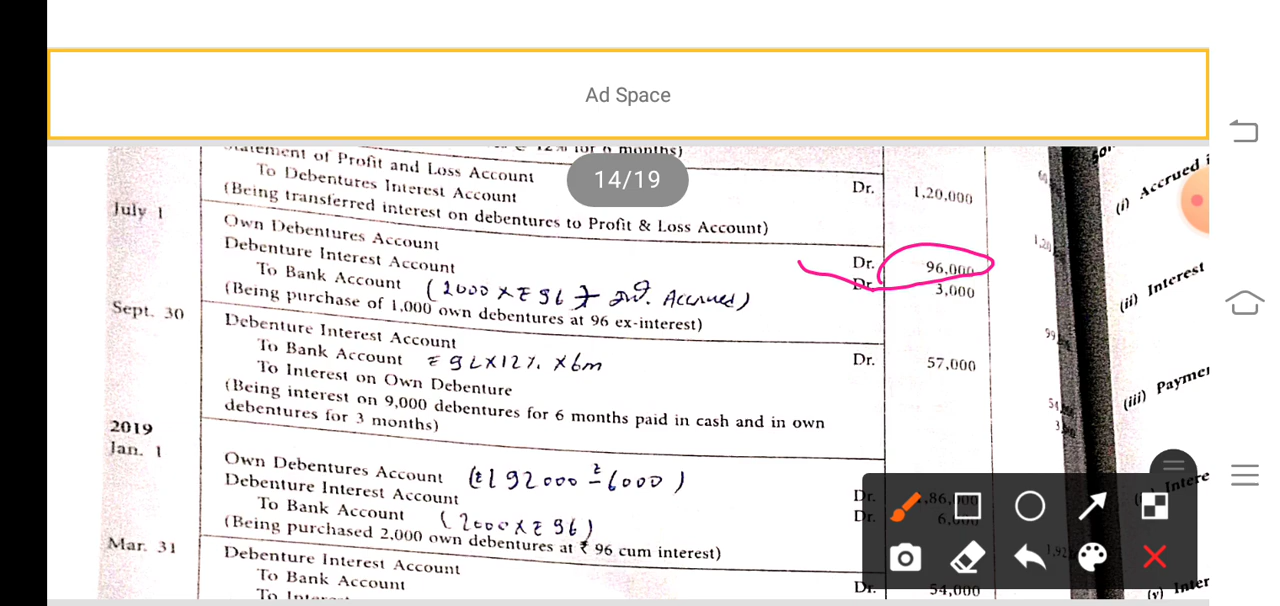 Ad Space
14/19
Statement of Profit and Loss Account Dr. 1,20,000
To Debentures Interest Account
(Being transferred interest on debentures to Profit & Loss Account)
July 1
Own Debentures Account Dr. 96,000
Debenture Interest Account Dr. 3,000
To Bank Account (2000 X ₹ 96 + Accrued)
(Being purchase of 1,000 own debentures at 96 ex-interest)
Sept. 30
Debenture Interest Account Dr. 57,000
To Bank Account ₹ 9L X 12% X 6m
To Interest on Own Debenture
(Being interest on 9,000 debentures for 6 months paid in cash and in own
debentures for 3 months)
2019
Jan. 1
Own Debentures Account (₹ 192000 - ₹ 6000) Dr.
Debenture Interest Account Dr. 6,000
To Bank Account (2000 X ₹ 96)
(Being purchased 2,000 own debentures at ₹ 96 cum interest)
Mar. 31
Debenture Interest Account Dr. 54,000
To Bank Account
(i) Accrued
(ii) Interest
(iii) Paymen
(v) Inter